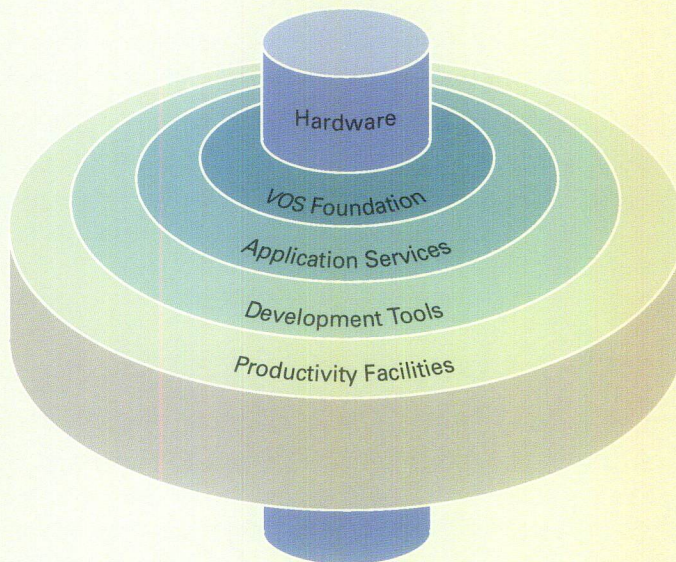 Hardware
VOS Foundation
Application Services
Development Tools
Productivity Facilities